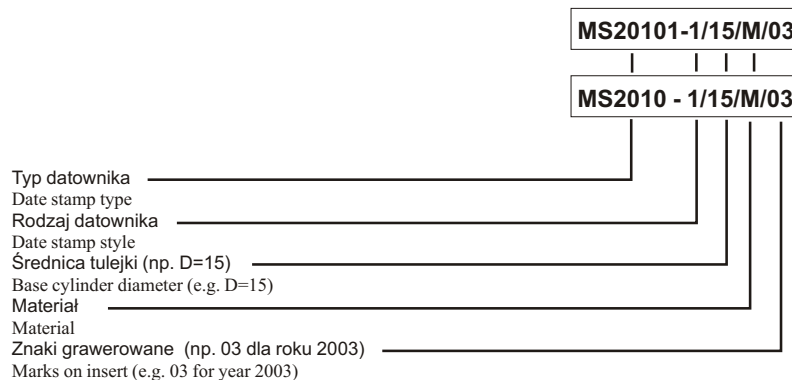 MS20101-1/15/M/03
MS2010 - 1/15/M/03
Typ datownika
Date stamp type
Rodzaj datownika
Date stamp style
Średnica tulejki (np. D=15)
Base cylinder diameter (e.g. D=15)
Materiał
Material
Znaki grawerowane (np. 03 dla roku 2003)
Marks on insert (e.g. 03 for year 2003)